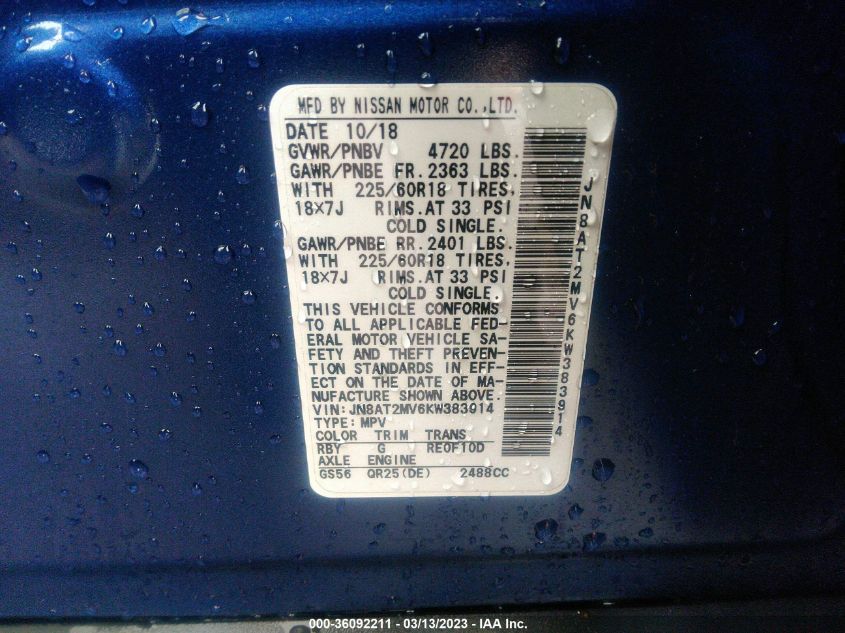 MFD BY NISSAN MOTOR CO.,LTD.
DATE 10/18
GVWR/PNBV 4720 LBS.
GAWR/PNBE FR. 2363 LBS.
WITH 225/60R18 TIRES.
18×7J RIMS.AT 33 PSI
COLD SINGLE.
GAWR/PNBE RR. 2401 LBS.
WITH 225/60R18 TIRES.
18×7J RIMS.AT 33 PSI
COLD SINGLE.
THIS VEHICLE CONFORMS
TO ALL APPLICABLE FED-
ERAL MOTOR VEHICLE SA-
FETY AND THEFT PREVEN-
TION STANDARDS IN EFF-
ECT ON THE DATE OF MA-
NUFACTURE SHOWN ABOVE.
VIN:JN8AT2MV6KW383914
TYPE:MPV
COLOR TRIM TRANS
RBY G RE0F10D
AXLE ENGINE
GS56 QR25(DE) 2488CC
JN8AT2MV6KW383914
000-36092211 - 03/13/2023 - IAA Inc.